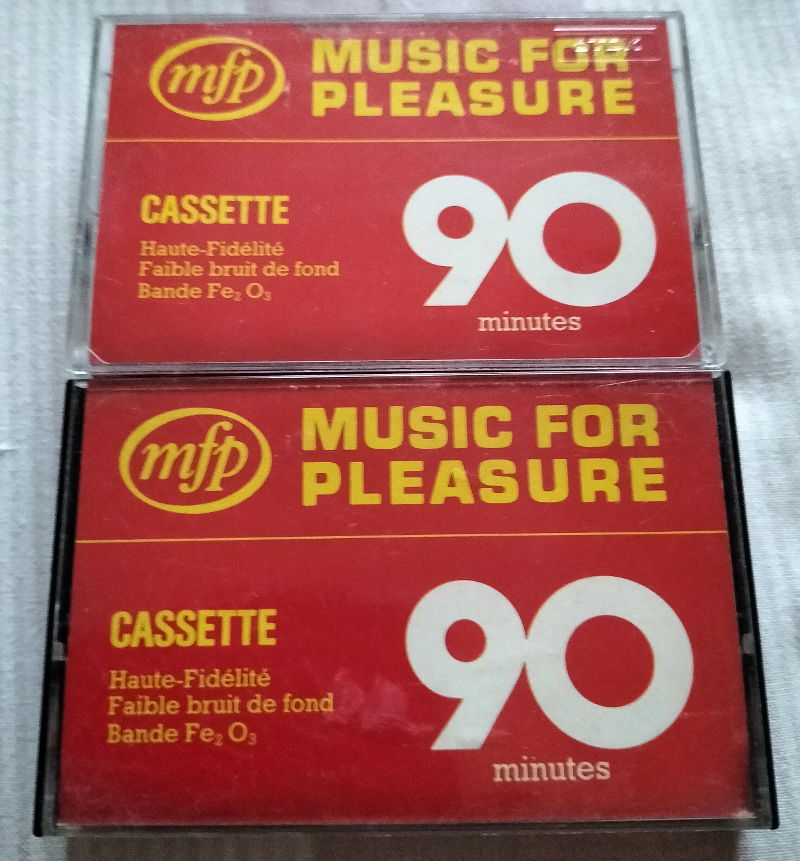 mfp
MUSIC FOR
PLEASURE
CASSETTE
Haute-Fidélité
Faible bruit de fond
Bande Fe₂ O₃
90
minutes
mfp
MUSIC FOR
PLEASURE
CASSETTE
Haute-Fidélité
Faible bruit de fond
Bande Fe₂ O₃
90
minutes